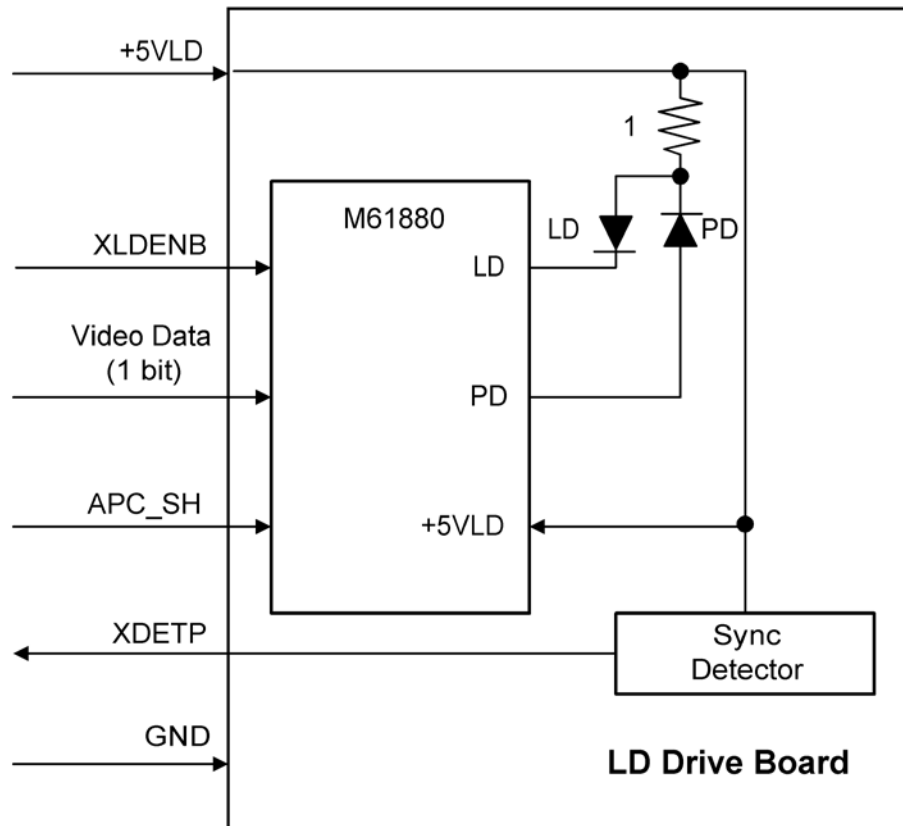 +5VLD
1
M61880
LD
PD
XLDENB
LD
Video Data
(1 bit)
PD
APC_SH
+5VLD
XDETP
Sync
Detector
GND
LD Drive Board